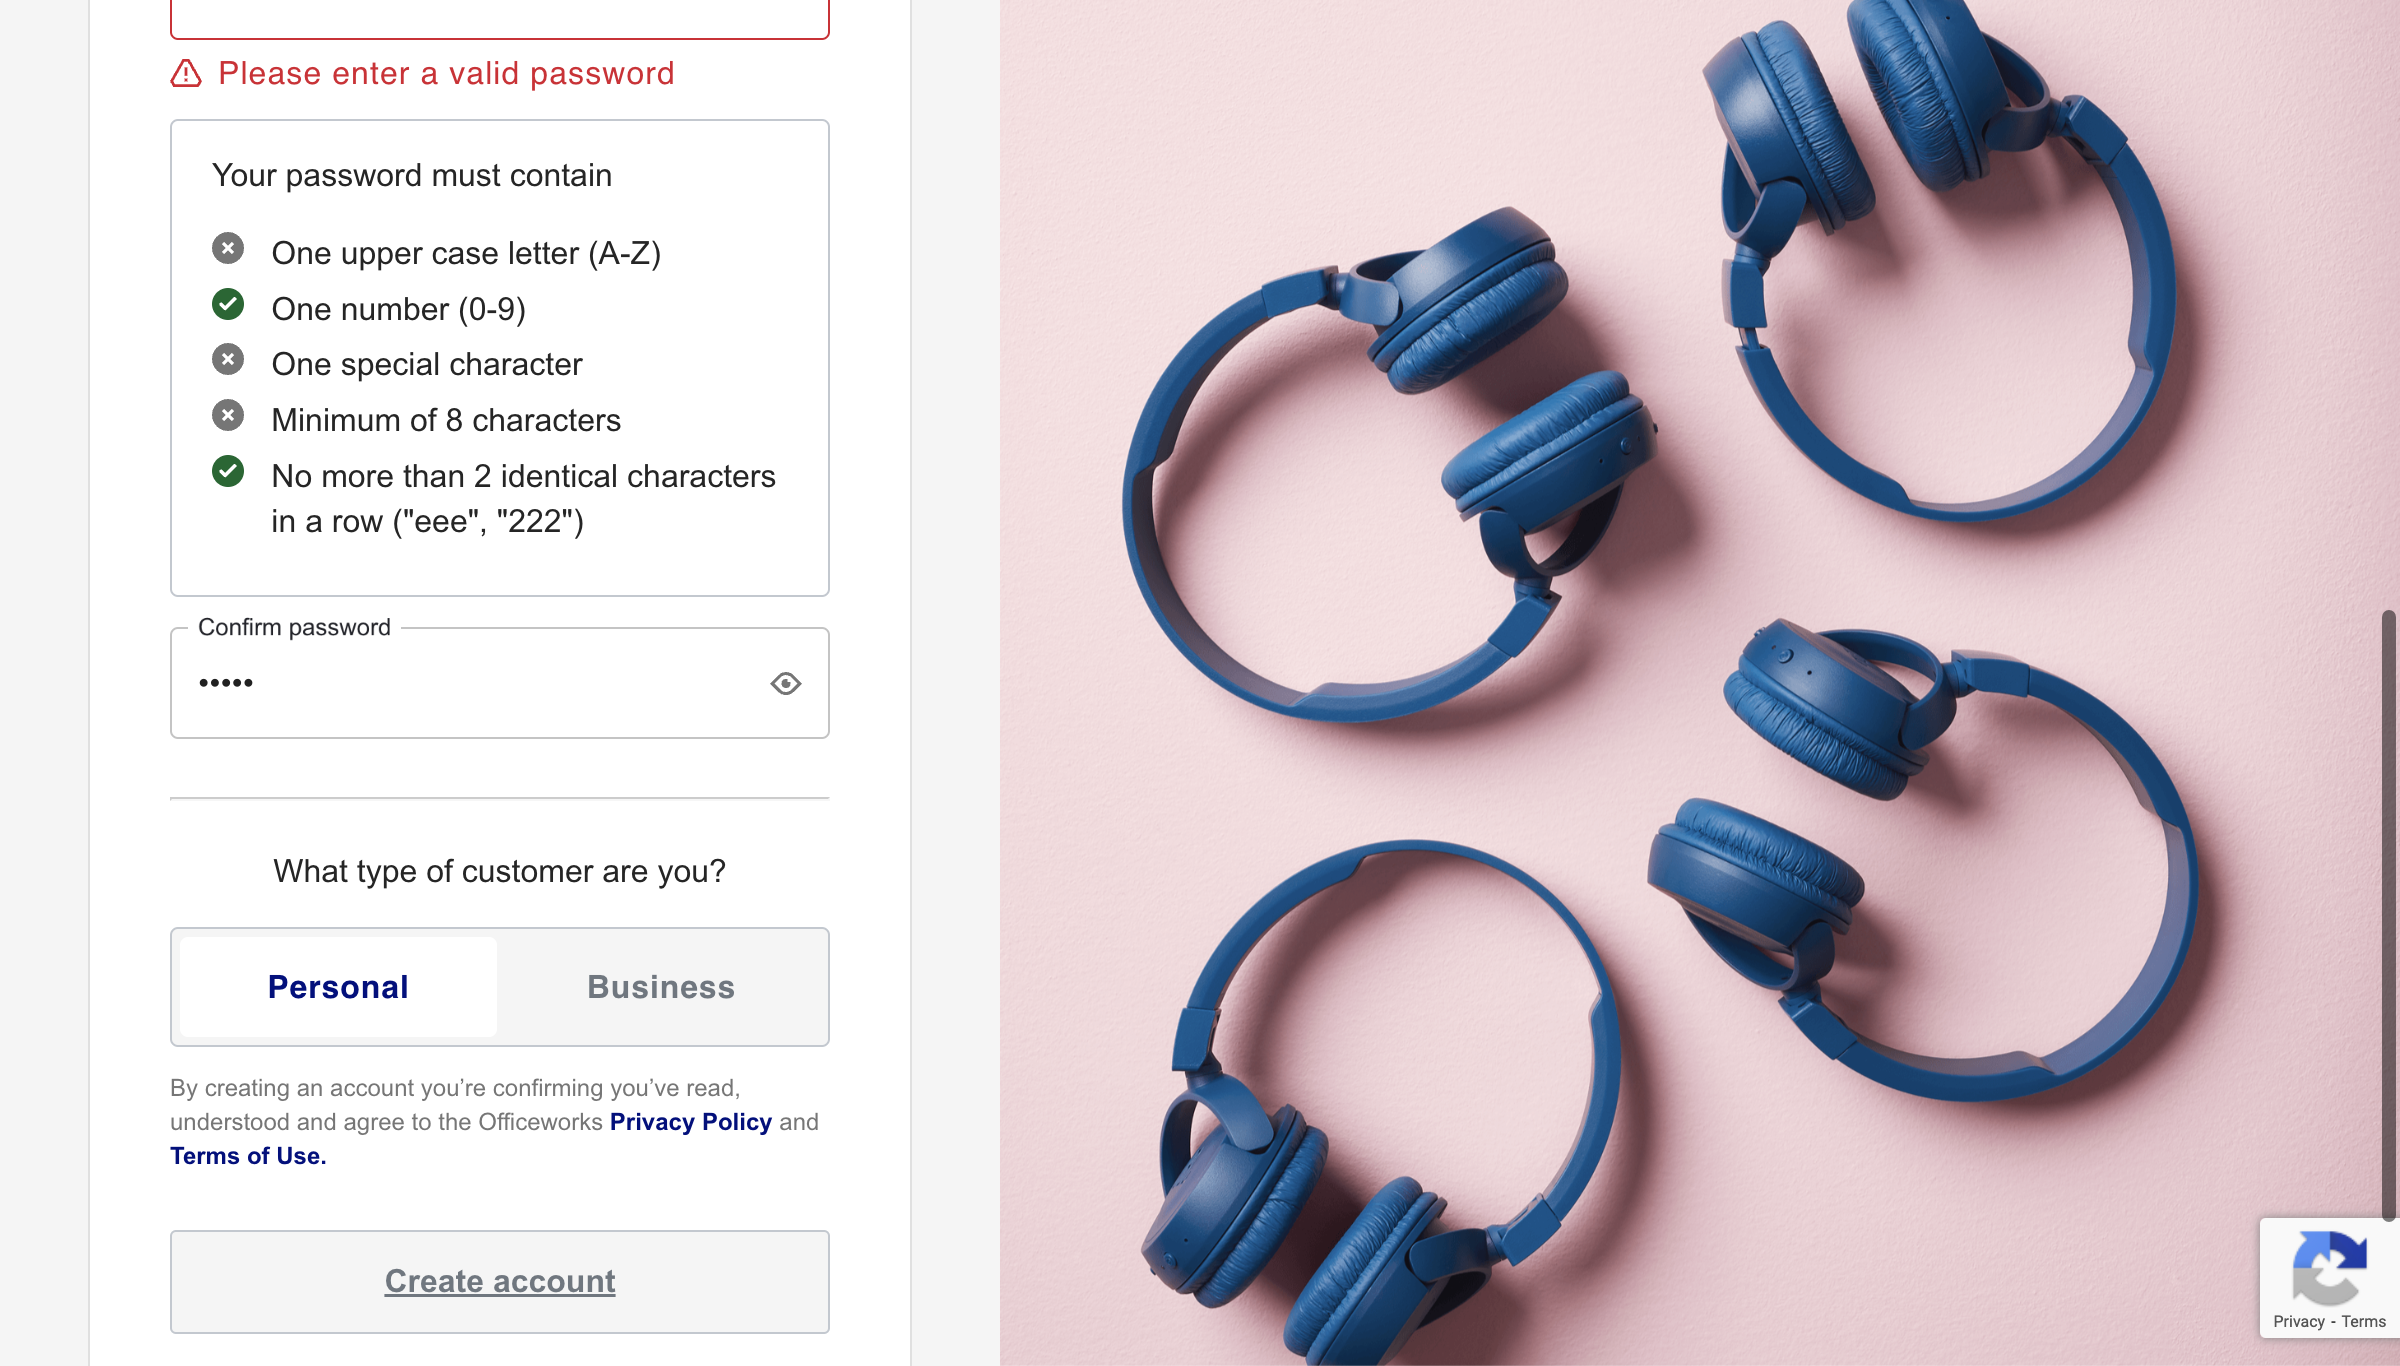 Please enter a valid password
Your password must contain
One upper case letter (A-Z)
One number (0-9)
One special character
Minimum of 8 characters
No more than 2 identical characters
in a row ("eee", "222")
Confirm password
•••••
What type of customer are you?
Personal
Business
By creating an account you’re confirming you’ve read,
understood and agree to the Officeworks Privacy Policy and
Terms of Use.
Create account
Privacy - Terms